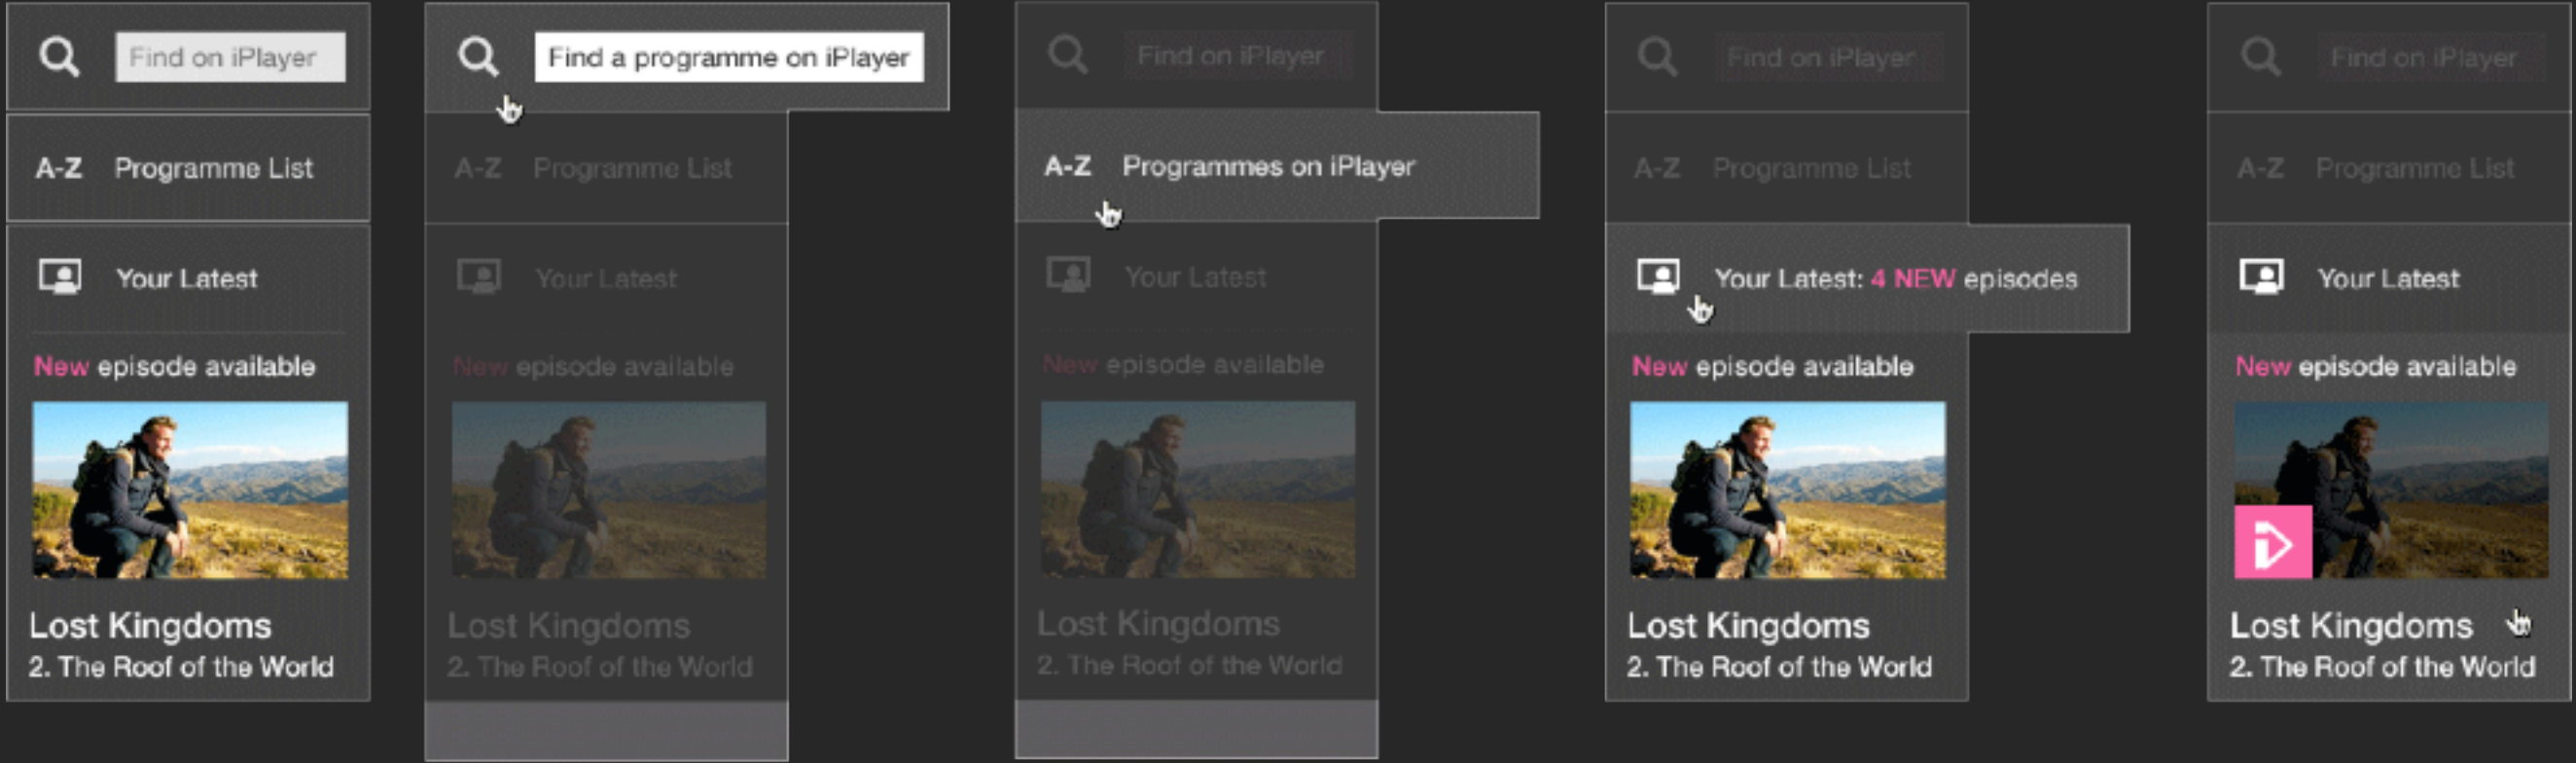 Find on iPlayer
A-Z Programme List
Your Latest
New episode available
Lost Kingdoms
2. The Roof of the World
Find a programme on iPlayer
A-Z Programme List
Your Latest
New episode available
Lost Kingdoms
2. The Roof of the World
Find on iPlayer
A-Z Programmes on iPlayer
Your Latest
New episode available
Lost Kingdoms
2. The Roof of the World
Find on iPlayer
A-Z Programme List
Your Latest: 4 NEW episodes
New episode available
Lost Kingdoms
2. The Roof of the World
Find on iPlayer
A-Z Programme List
Your Latest
New episode available
Lost Kingdoms
2. The Roof of the World